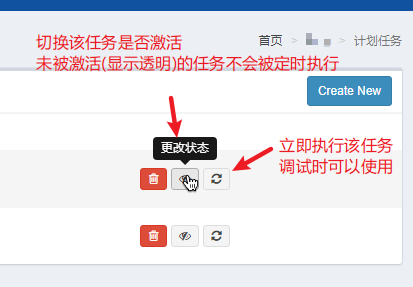 切换该任务是否激活
未被激活(显示透明)的任务不会被定时执行
首页 > > 计划任务
Create New
更改状态
立即执行该任务
调试时可以使用